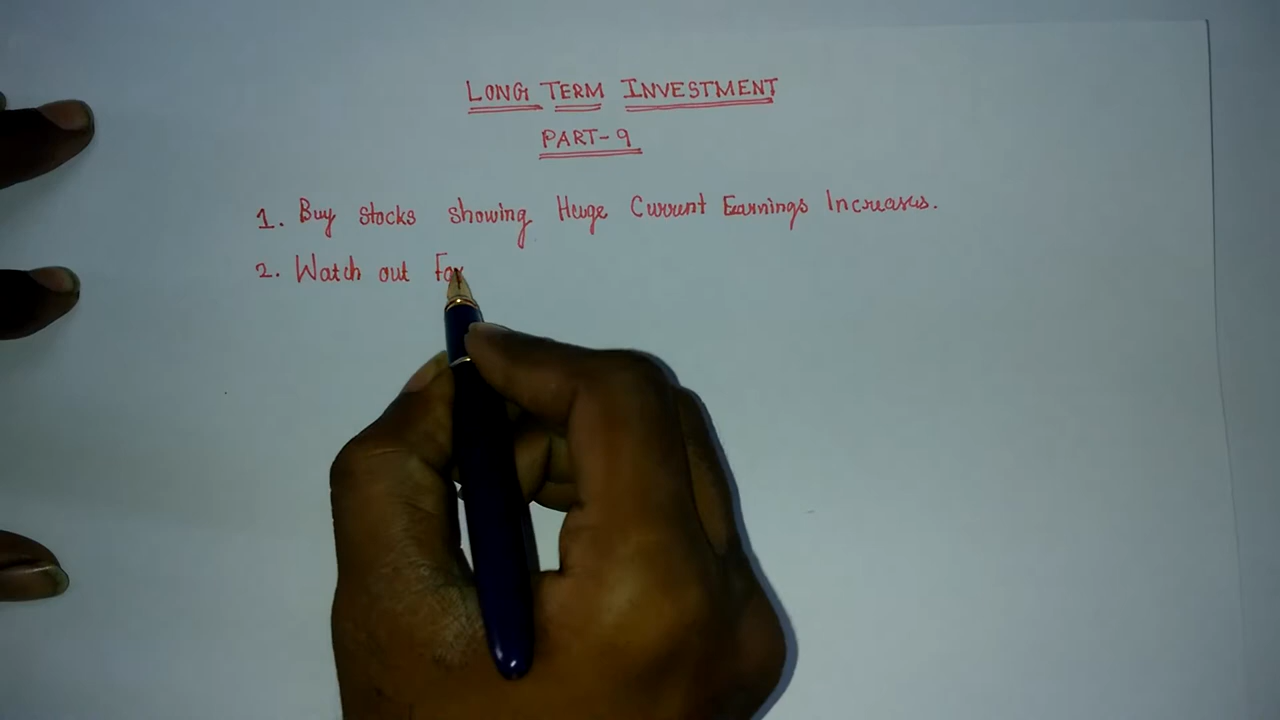 LONG TERM INVESTMENT
PART-9
1. Buy stocks showing Huge Current Earnings Increases.
2. Watch out For